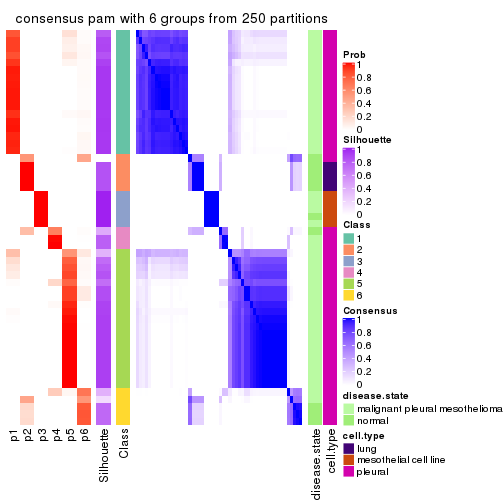 consensus pam with 6 groups from 250 partitions
Prob
1
0.8
0.6
0.4
0.2
0
Silhouette
1
0.8
0.6
0.4
0.2
0
Class
1
2
3
4
5
6
Consensus
1
0.8
0.6
0.4
0.2
0
disease.state
malignant pleural mesothelioma
normal
cell.type
lung
mesothelial cell line
pleural
p1
p2
p3
p4
p5
p6
Silhouette
Class
disease.state
cell.type